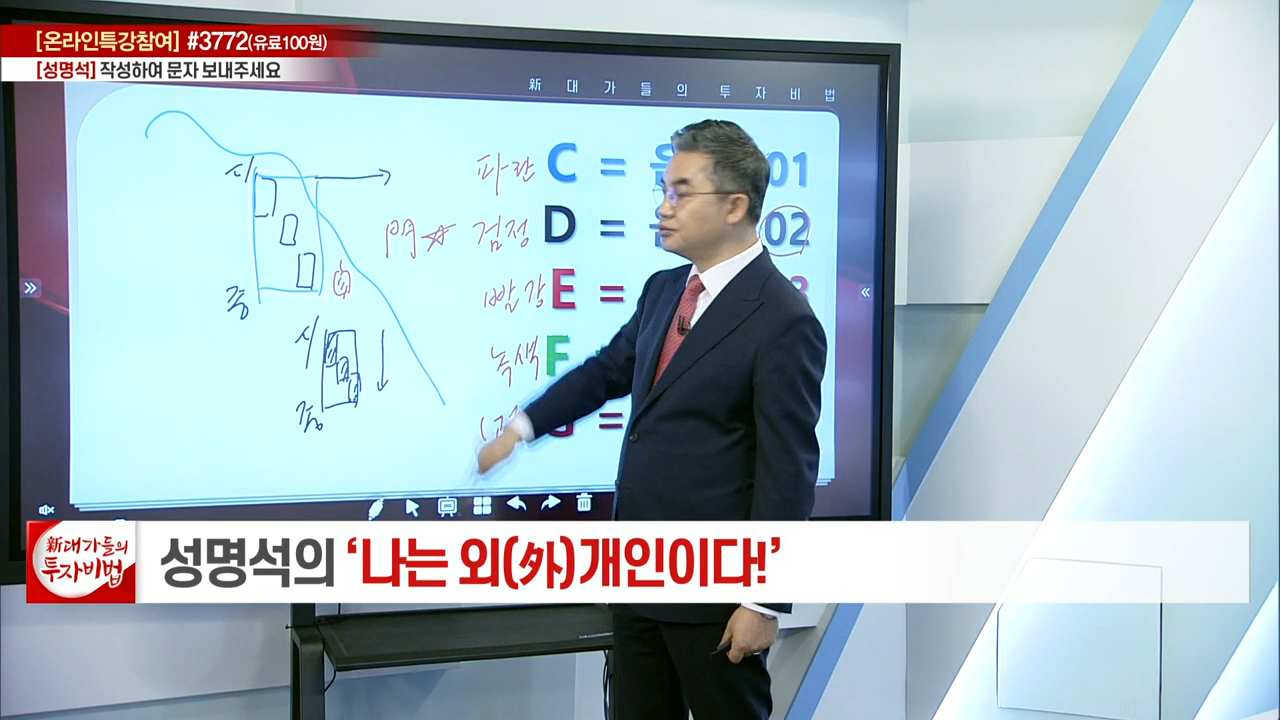 [온라인특강참여] #3772(유료100원)
[성명석] 작성하여 문자 보내주세요
新 대 가 들 의 투 자 비 법
파란 C = 01
시
門 검정 D = 02
종
빨강 E =
시
녹색 F
종
G =
新대가들의
투자비법
성명석의 ‘나는 외(外)개인이다!’